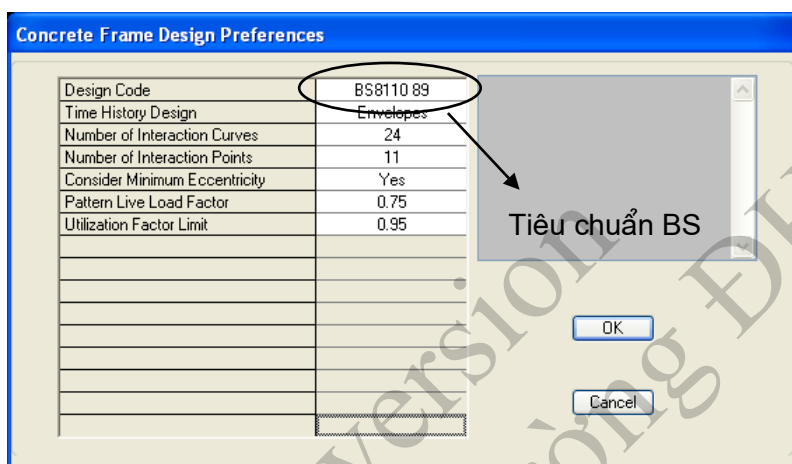 Concrete Frame Design Preferences
Design Code BS8110 89
Time History Design Envelopes
Number of Interaction Curves 24
Number of Interaction Points 11
Consider Minimum Eccentricity Yes
Pattern Live Load Factor 0.75
Utilization Factor Limit 0.95
Tiêu chuẩn BS
OK
Cancel